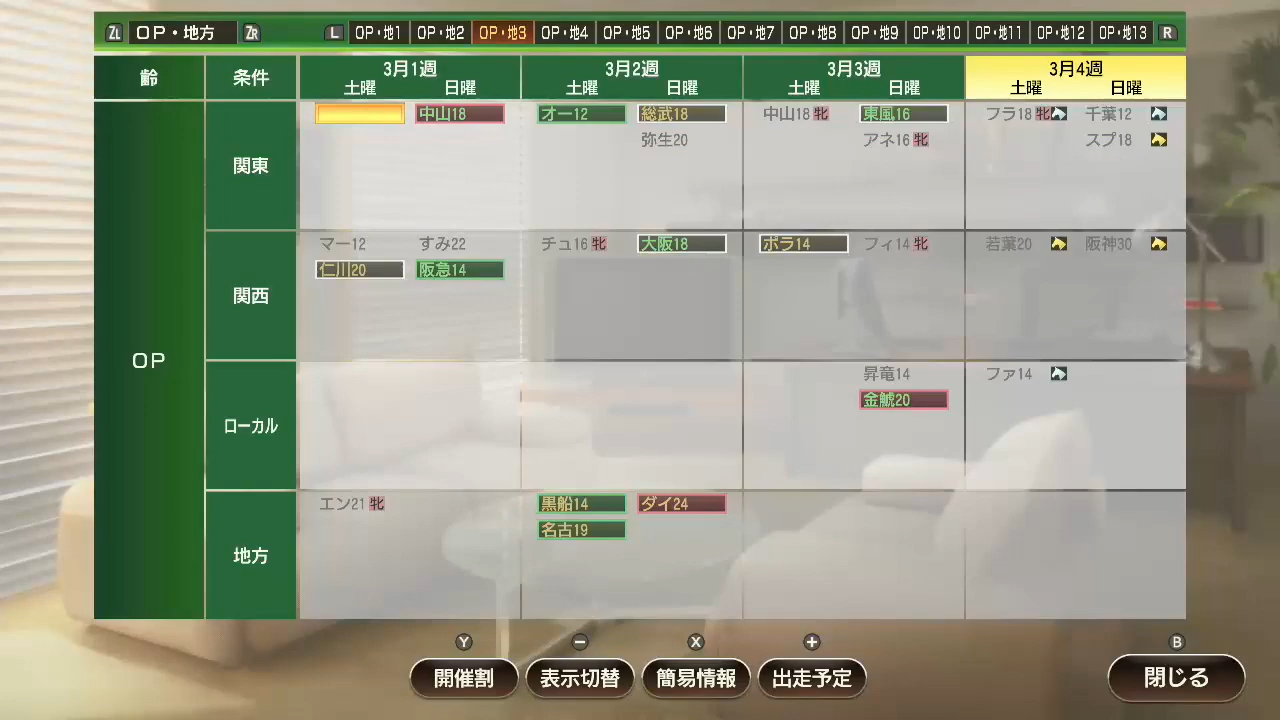 ZL OP・地方 ZR L OP・地1 OP・地2 OP・地3 OP・地4 OP・地5 OP・地6 OP・地7 OP・地8 OP・地9 OP・地10 OP・地11 OP・地12 OP・地13 R
齢 条件 3月1週 3月2週 3月3週 3月4週
土曜 日曜 土曜 日曜 土曜 日曜 土曜 日曜
OP
関東
中山18 オー12 総武18 中山18 牝 東風16 フラ18 牝 千葉12
弥生20 アネ16 牝 スプ18
関西
マー12 すみ22 チュ16 牝 大阪18 ポラ14 フィ14 牝 若葉20 阪神30
仁川20 阪急14
ローカル
昇竜14 ファ14
金鯱20
地方
エン21 牝 黒船14 ダイ24
名古19
Y − X + B
開催割 表示切替 簡易情報 出走予定 閉じる